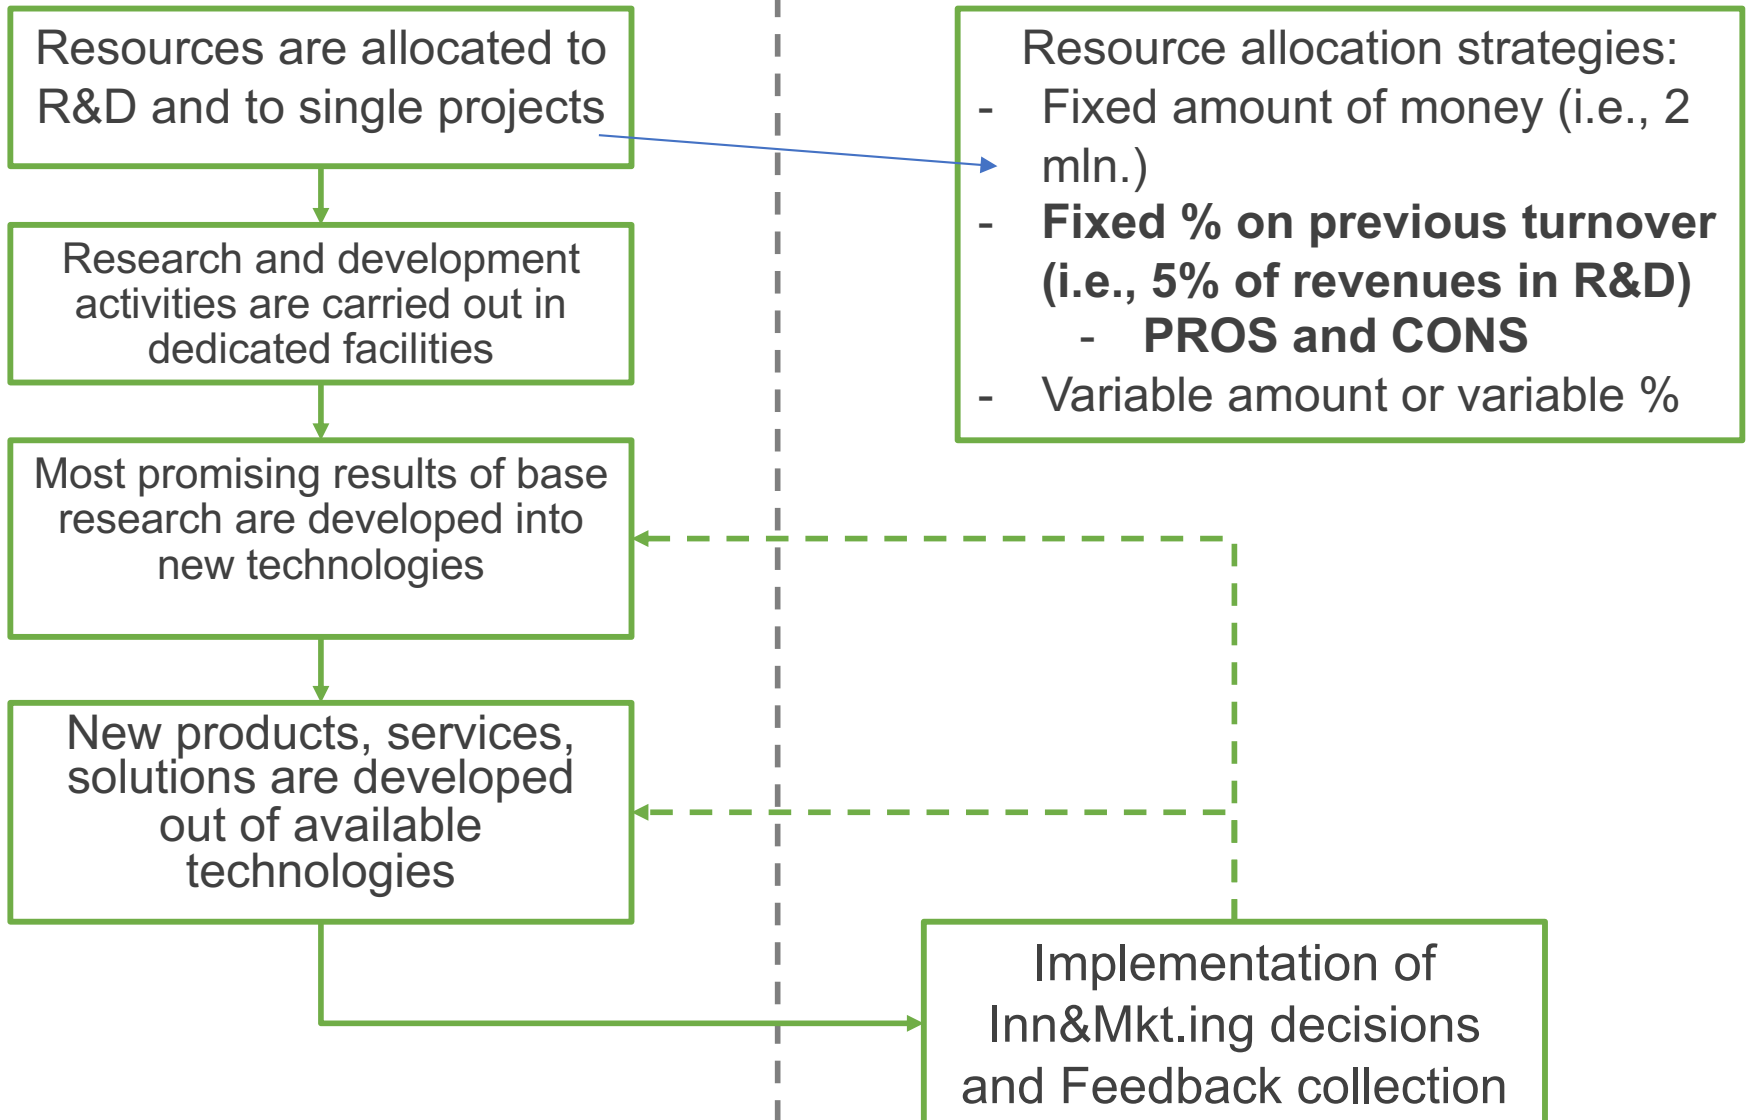 Resources are allocated to
R&D and to single projects
Research and development
activities are carried out in
dedicated facilities
Most promising results of base
research are developed into
new technologies
New products, services,
solutions are developed
out of available
technologies
Resource allocation strategies:
- Fixed amount of money (i.e., 2
mln.)
- Fixed % on previous turnover
(i.e., 5% of revenues in R&D)
- PROS and CONS
- Variable amount or variable %
Implementation of
Inn&Mkt.ing decisions
and Feedback collection